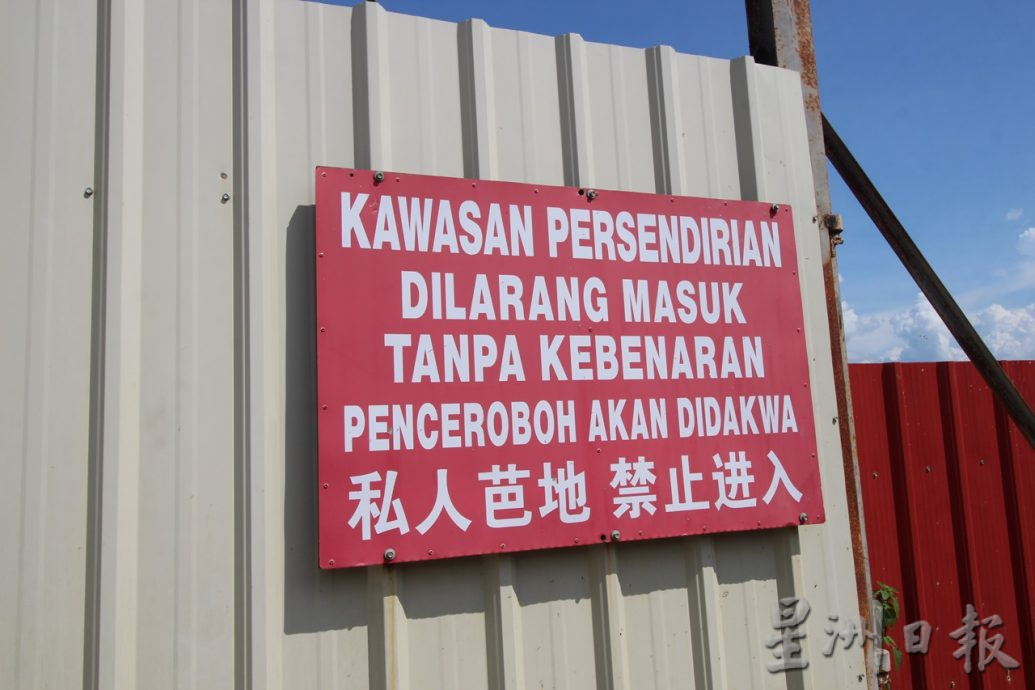 KAWASAN PERSENDIRIAN
DILARANG MASUK
TANPA KEBENARAN
PENCEROBOH AKAN DIDAKWA
私人芭地 禁止进入
星洲日报